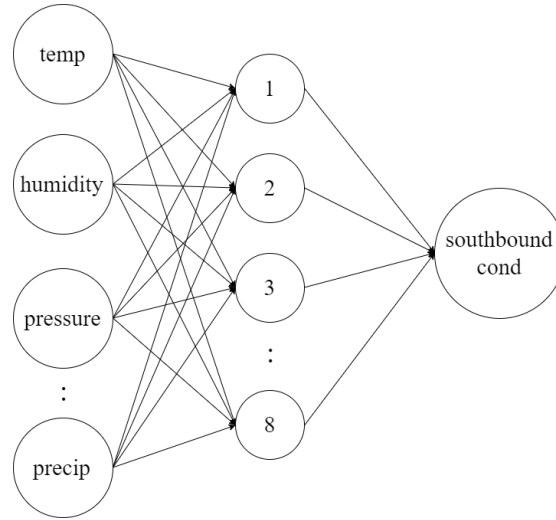 temp
humidity
pressure
:
precip
1
2
3
:
8
southbound
cond